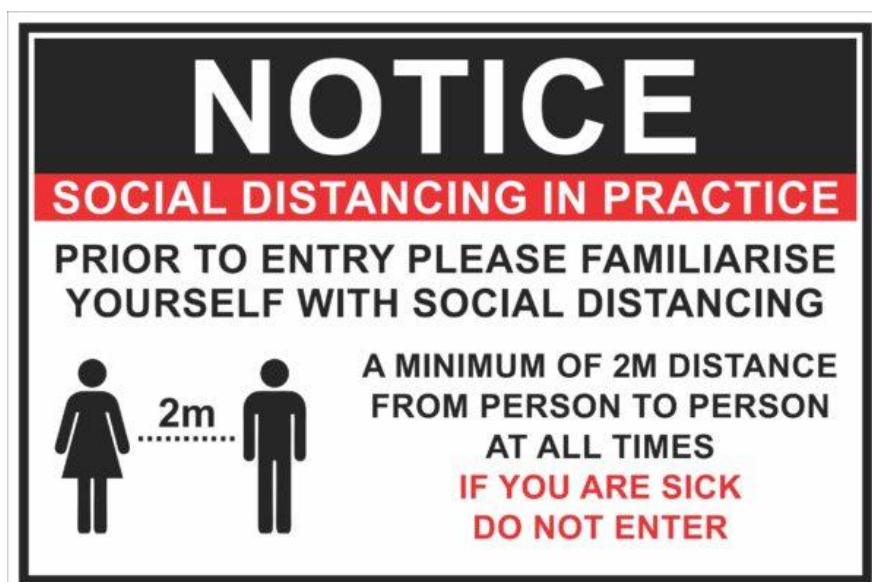 NOTICE
SOCIAL DISTANCING IN PRACTICE
PRIOR TO ENTRY PLEASE FAMILIARISE
YOURSELF WITH SOCIAL DISTANCING
2m
A MINIMUM OF 2M DISTANCE
FROM PERSON TO PERSON
AT ALL TIMES
IF YOU ARE SICK
DO NOT ENTER